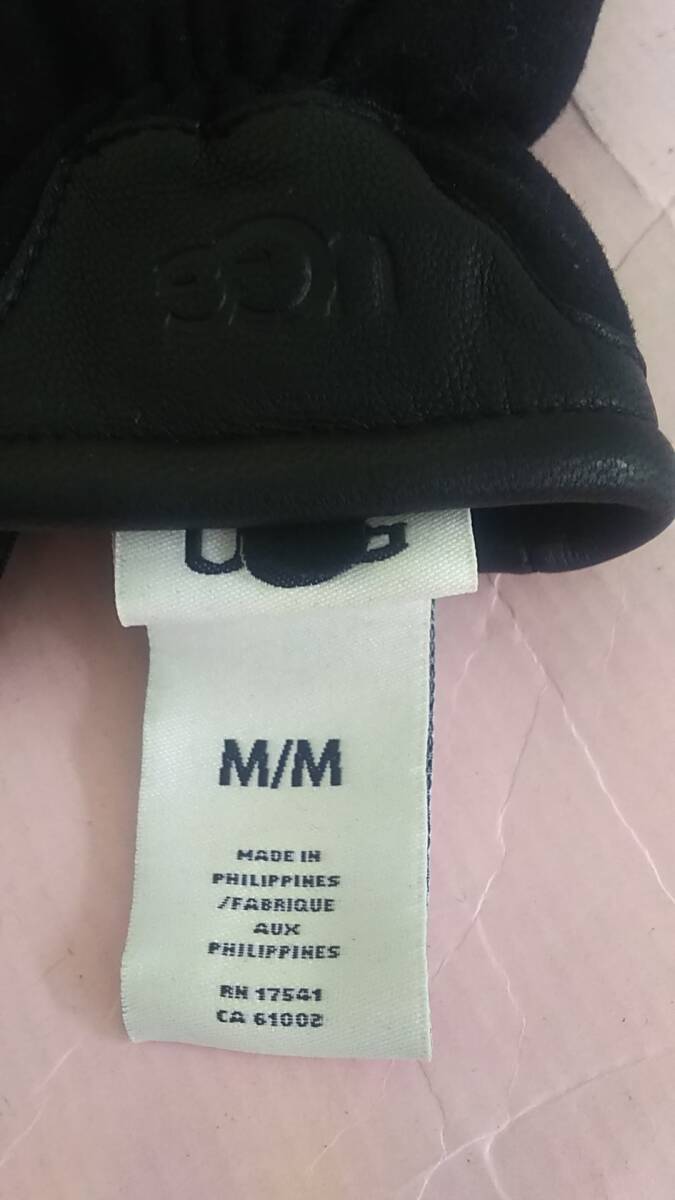 UGG
UGG
M/M
MADE IN
PHILIPPINES
/FABRIQUE
AUX
PHILIPPINES
RN 17541
CA 61002